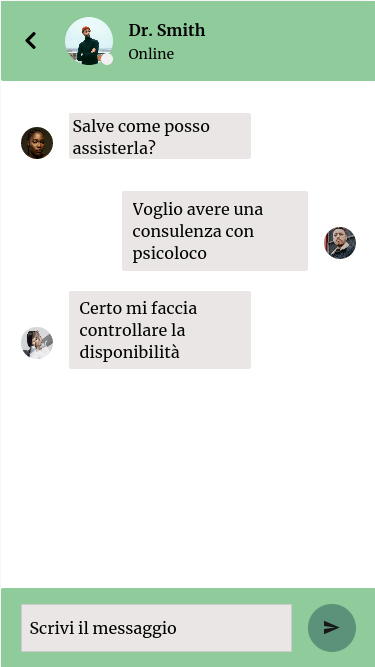 Dr. Smith
Online
Salve come posso
assisterla?
Voglio avere una
consulenza con
psicoloco
Certo mi faccia
controllare la
disponibilità
Scrivi il messaggio